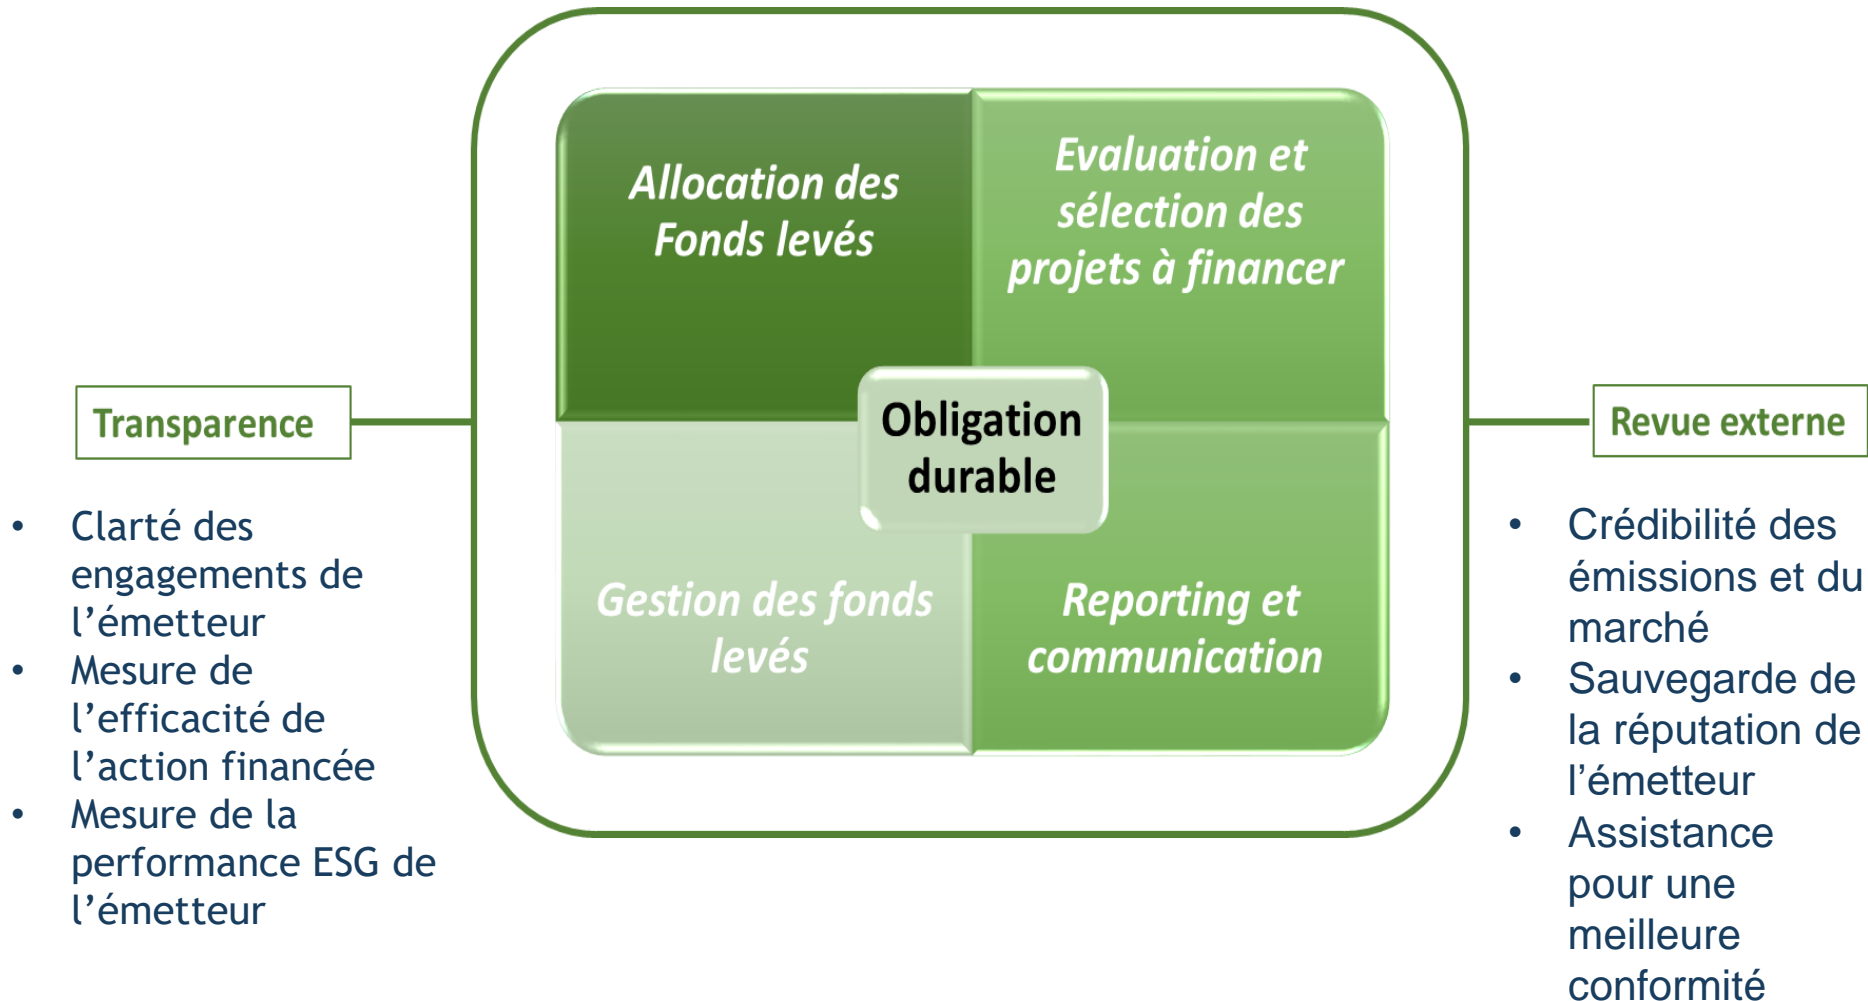 Allocation des
Fonds levés
Evaluation et
sélection des
projets à financer
Obligation
durable
Gestion des fonds
levés
Reporting et
communication
Transparence
• Clarté des
engagements de
l’émetteur
• Mesure de
l’efficacité de
l’action financée
• Mesure de la
performance ESG de
l’émetteur
Revue externe
• Crédibilité des
émissions et du
marché
• Sauvegarde de
la réputation de
l’émetteur
• Assistance
pour une
meilleure
conformité